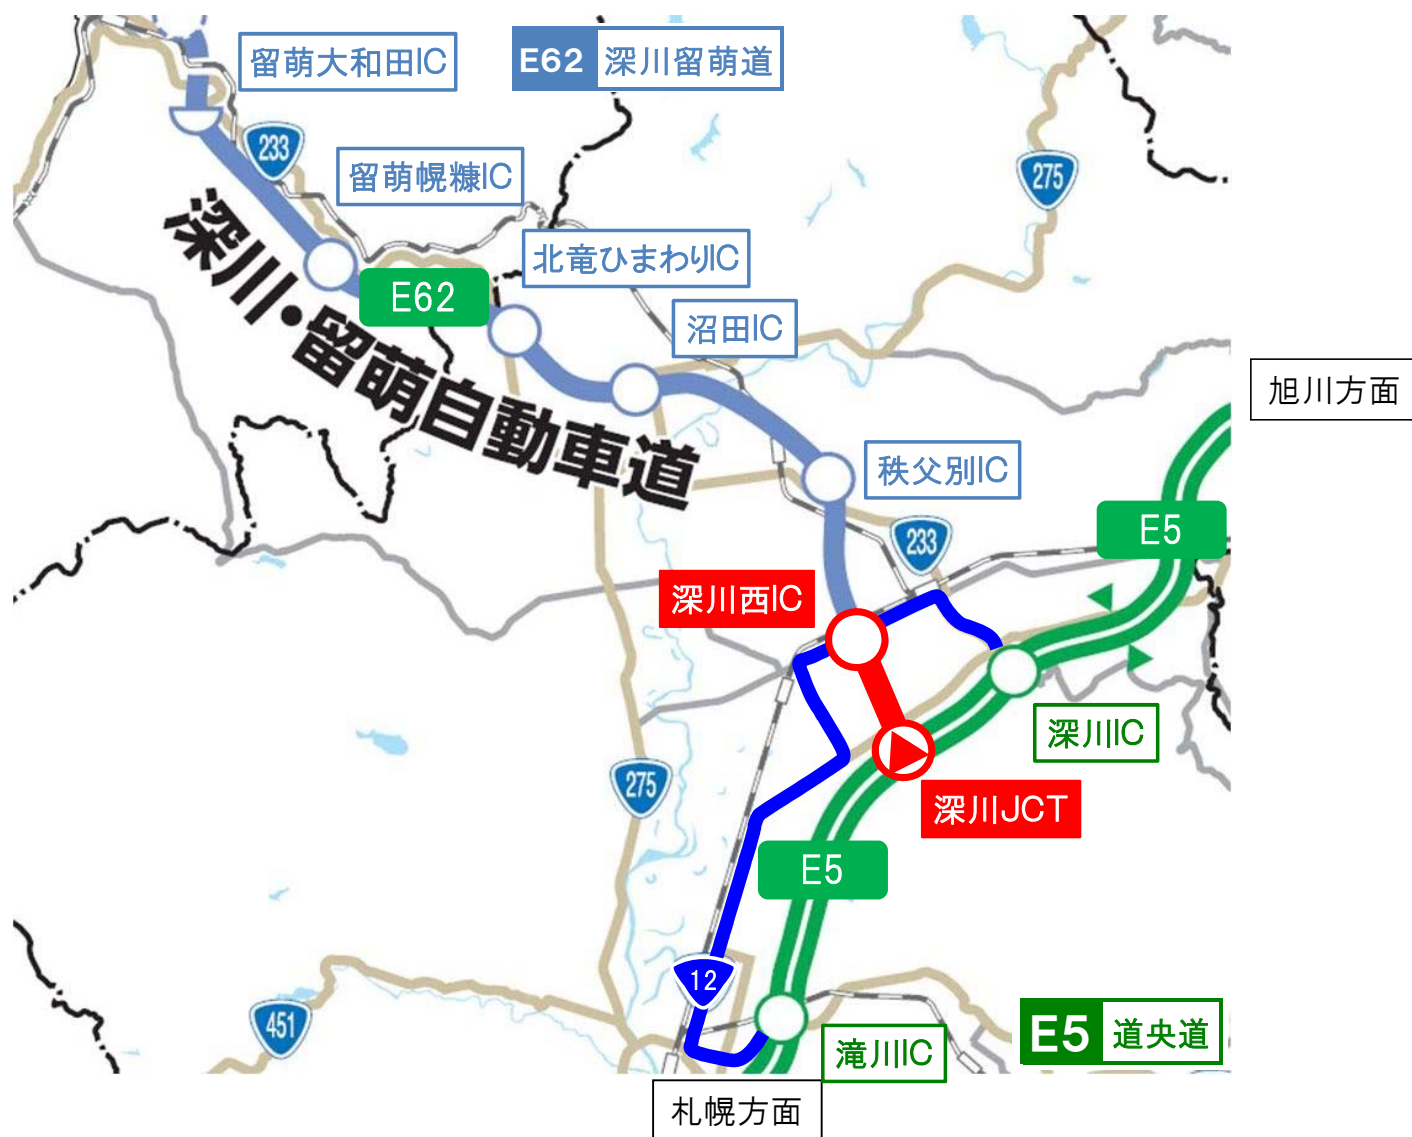 留萌大和田IC
E62 深川留萌道
233
留萌幌糠IC
275
北竜ひまわりIC
E62
沼田IC
深川・留萌自動車道
旭川方面
秩父別IC
E5
233
深川西IC
深川IC
275
深川JCT
E5
12
451
滝川IC
E5 道央道
札幌方面